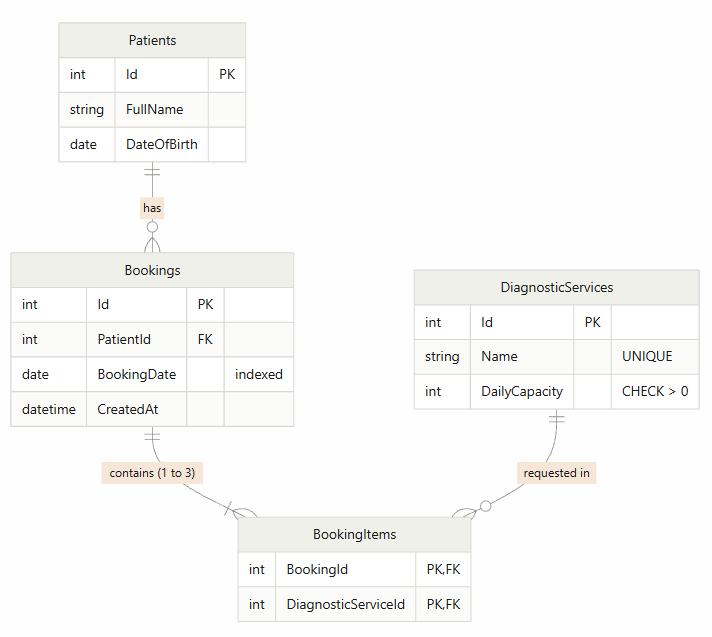 Patients
int Id PK
string FullName
date DateOfBirth
has
Bookings
int Id PK
int PatientId FK
date BookingDate indexed
datetime CreatedAt
DiagnosticServices
int Id PK
string Name UNIQUE
int DailyCapacity CHECK > 0
contains (1 to 3)
requested in
BookingItems
int BookingId PK,FK
int DiagnosticServiceId PK,FK